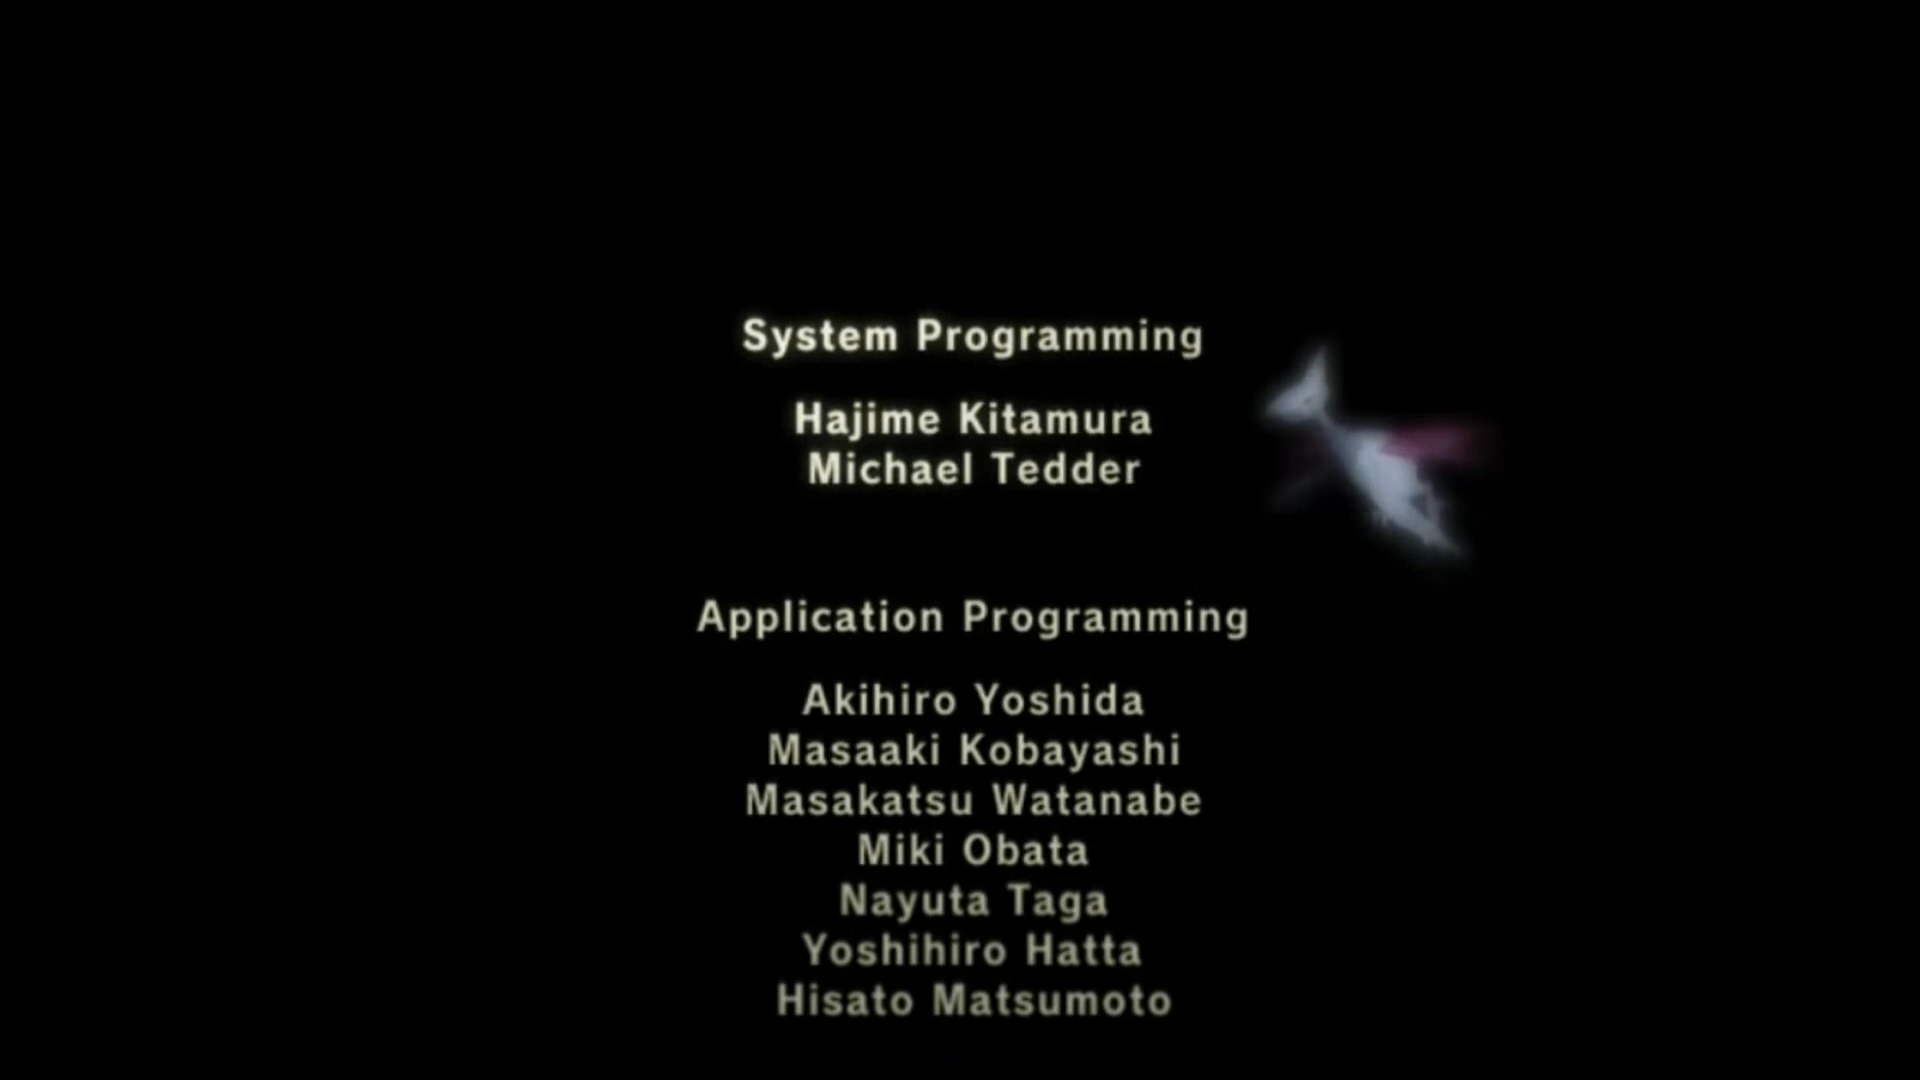 System Programming
Hajime Kitamura
Michael Tedder
Application Programming
Akihiro Yoshida
Masaaki Kobayashi
Masakatsu Watanabe
Miki Obata
Nayuta Taga
Yoshihiro Hatta
Hisato Matsumoto